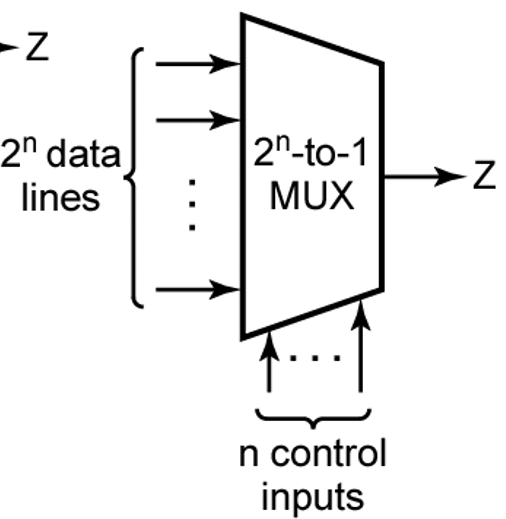 Z
2ⁿ data
lines
2ⁿ-to-1
MUX
Z
n control
inputs